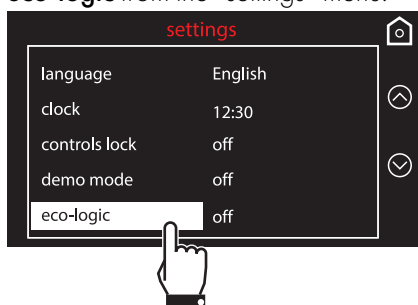 eco-logic from the "settings" menu.
settings
language English
clock 12:30
controls lock off
demo mode off
eco-logic off